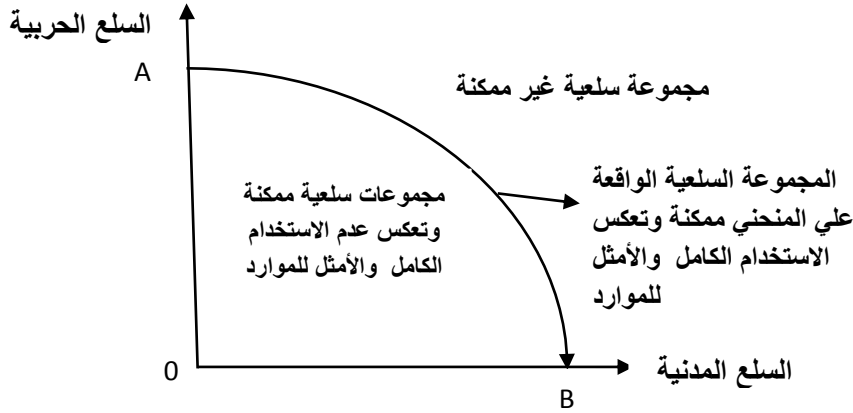 السلع الحربية
A
مجموعة سلعية غير ممكنة
المجموعة السلعية الواقعة
علي المنحني ممكنة وتعكس
الاستخدام الكامل والأمثل
للموارد
مجموعات سلعية ممكنة
وتعكس عدم الاستخدام
الكامل والأمثل للموارد
0
السلع المدنية
B